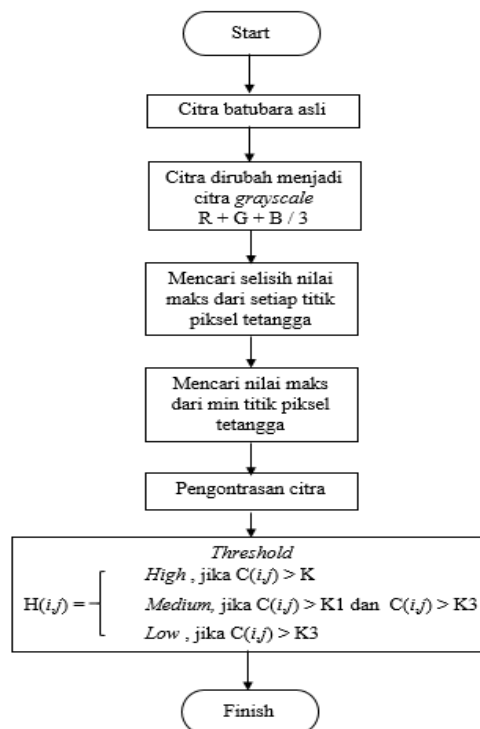 Start
Citra batubara asli
Citra dirubah menjadi
citra grayscale
R + G + B / 3
Mencari selisih nilai
maks dari setiap titik
piksel tetangga
Mencari nilai maks
dari min titik piksel
tetangga
Pengontrasan citra
Threshold
High , jika C(i,j) > K
H(i,j) = Medium, jika C(i,j) > K1 dan C(i,j) > K3
Low , jika C(i,j) > K3
Finish